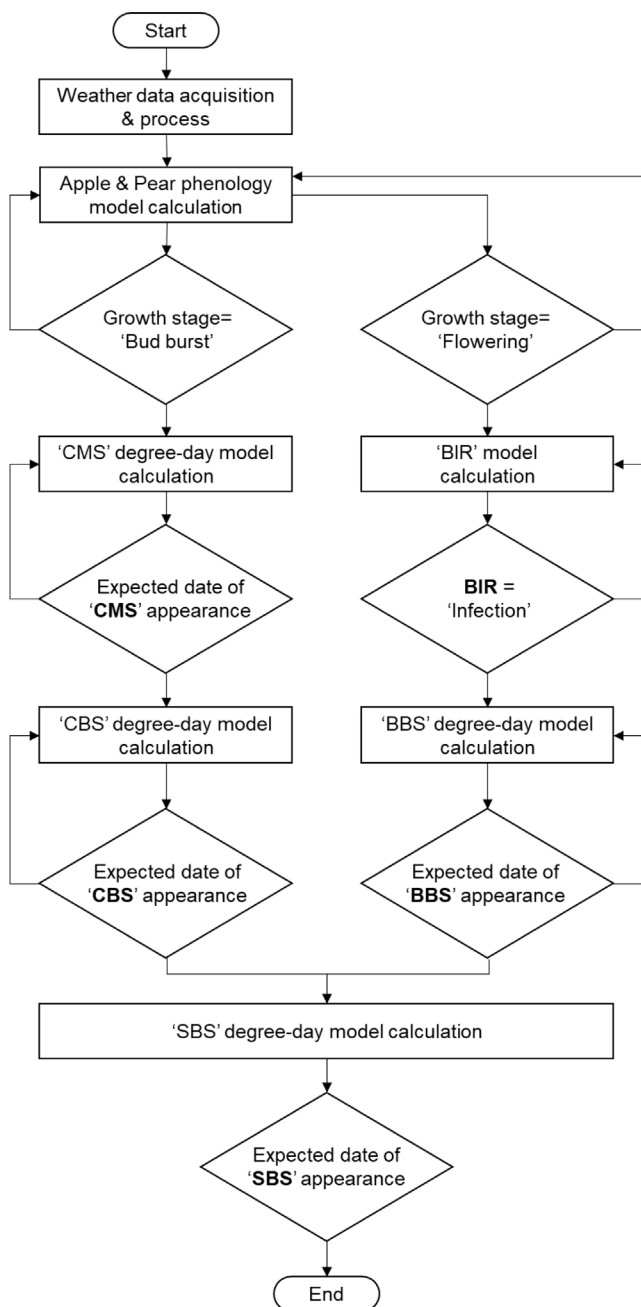 Start
Weather data acquisition
& process
Apple & Pear phenology
model calculation
Growth stage=
‘Bud burst’
Growth stage=
‘Flowering’
‘CMS’ degree-day model
calculation
‘BIR’ model
calculation
Expected date of
‘CMS’ appearance
BIR =
‘Infection’
‘CBS’ degree-day model
calculation
‘BBS’ degree-day model
calculation
Expected date of
‘CBS’ appearance
Expected date of
‘BBS’ appearance
‘SBS’ degree-day model calculation
Expected date of
‘SBS’ appearance
End